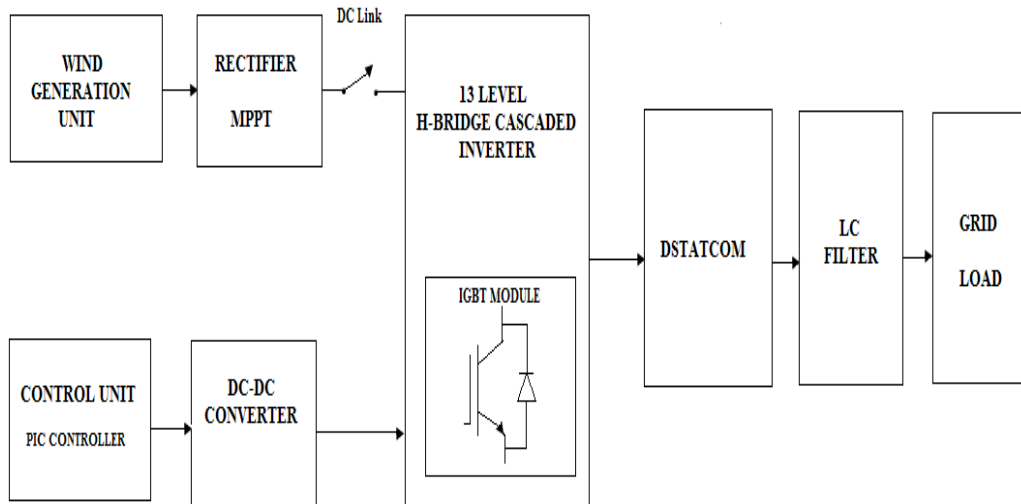 DC Link
WIND
GENERATION
UNIT
RECTIFIER
MPPT
13 LEVEL
H-BRIDGE CASCADED
INVERTER
DSTATCOM
LC
FILTER
GRID
LOAD
IGBT MODULE
CONTROL UNIT
PIC CONTROLLER
DC-DC
CONVERTER